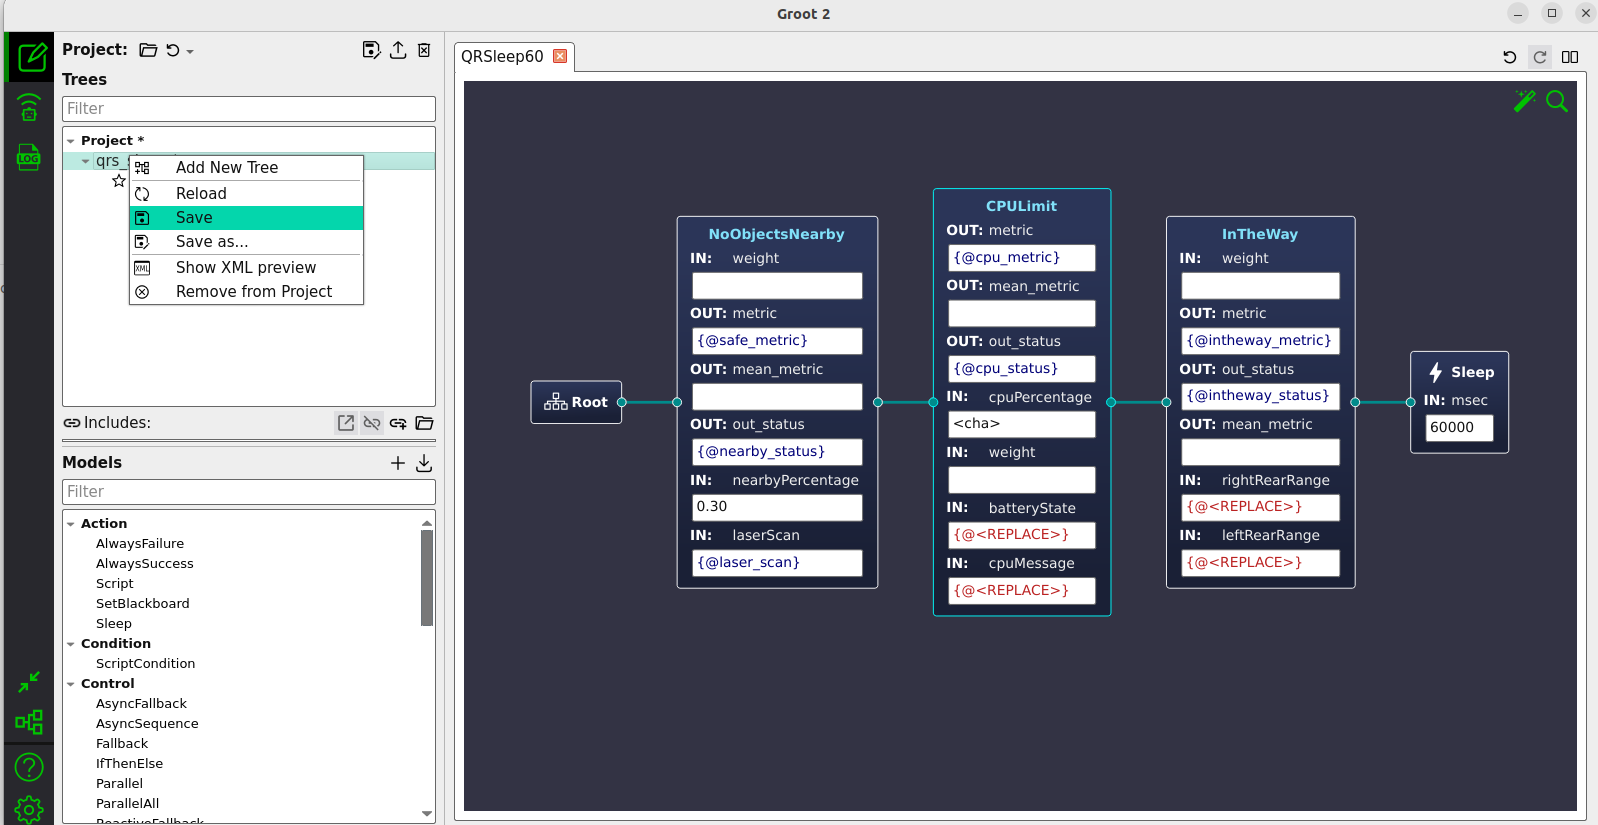 Groot 2
Project:
Trees
Filter
Project *
Add New Tree
Reload
Save
Save as...
Show XML preview
Remove from Project
Includes:
Models
Filter
Action
AlwaysFailure
AlwaysSuccess
Script
SetBlackboard
Sleep
Condition
ScriptCondition
Control
AsyncFallback
AsyncSequence
Fallback
IfThenElse
Parallel
ParallelAll
ReactiveFallback
LOG
XML
QRSleep60
Root
NoObjectsNearby
IN: weight
OUT: metric
{@safe_metric}
OUT: mean_metric
OUT: out_status
{@nearby_status}
IN: nearbyPercentage
0.30
IN: laserScan
{@laser_scan}
CPULimit
OUT: metric
{@cpu_metric}
OUT: mean_metric
OUT: out_status
{@cpu_status}
IN: cpuPercentage
<cha>
IN: weight
IN: batteryState
{@<REPLACE>}
IN: cpuMessage
{@<REPLACE>}
InTheWay
IN: weight
OUT: metric
{@intheway_metric}
OUT: out_status
{@intheway_status}
OUT: mean_metric
IN: rightRearRange
{@<REPLACE>}
IN: leftRearRange
{@<REPLACE>}
Sleep
IN: msec
60000